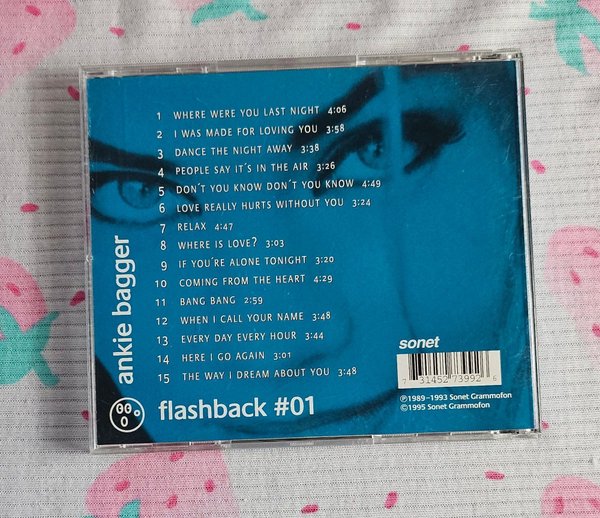 1 WHERE WERE YOU LAST NIGHT 4:06
2 I WAS MADE FOR LOVING YOU 3:58
3 DANCE THE NIGHT AWAY 3:38
4 PEOPLE SAY IT´S IN THE AIR 3:26
5 DON´T YOU KNOW DON´T YOU KNOW 4:49
6 LOVE REALLY HURTS WITHOUT YOU 3:24
7 RELAX 4:47
8 WHERE IS LOVE? 3:03
9 IF YOU´RE ALONE TONIGHT 3:20
10 COMING FROM THE HEART 4:29
11 BANG BANG 2:59
12 WHEN I CALL YOUR NAME 3:48
13 EVERY DAY EVERY HOUR 3:44
14 HERE I GO AGAIN 3:01
15 THE WAY I DREAM ABOUT YOU 3:48
ankie bagger
flashback #01
sonet
7 31452 73992 6
℗1989–1993 Sonet Grammofon
©1995 Sonet Grammofon